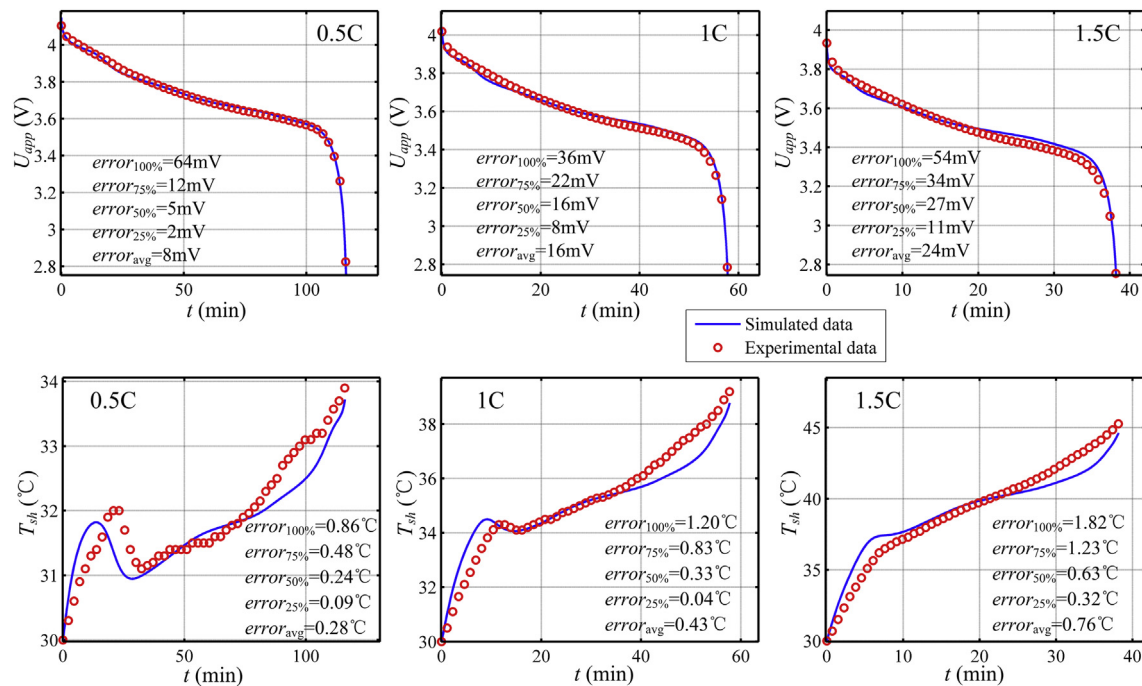 0.5C
4
3.8
3.6
3.4
3.2
3
2.8
U_app (V)
error100%=64mV
error75%=12mV
error50%=5mV
error25%=2mV
erroravg=8mV
0 50 100
t (min)
1C
4
3.8
3.6
3.4
3.2
3
2.8
U_app (V)
error100%=36mV
error75%=22mV
error50%=16mV
error25%=8mV
erroravg=16mV
0 20 40 60
t (min)
1.5C
4
3.8
3.6
3.4
3.2
3
2.8
U_app (V)
error100%=54mV
error75%=34mV
error50%=27mV
error25%=11mV
erroravg=24mV
0 10 20 30 40
t (min)
Simulated data
Experimental data
0.5C
34
33
32
31
30
T_sh (℃)
error100%=0.86℃
error75%=0.48℃
error50%=0.24℃
error25%=0.09℃
erroravg=0.28℃
0 50 100
t (min)
1C
38
36
34
32
30
T_sh (℃)
error100%=1.20℃
error75%=0.83℃
error50%=0.33℃
error25%=0.04℃
erroravg=0.43℃
0 20 40 60
t (min)
1.5C
45
40
35
30
T_sh (℃)
error100%=1.82℃
error75%=1.23℃
error50%=0.63℃
error25%=0.32℃
erroravg=0.76℃
0 10 20 30 40
t (min)